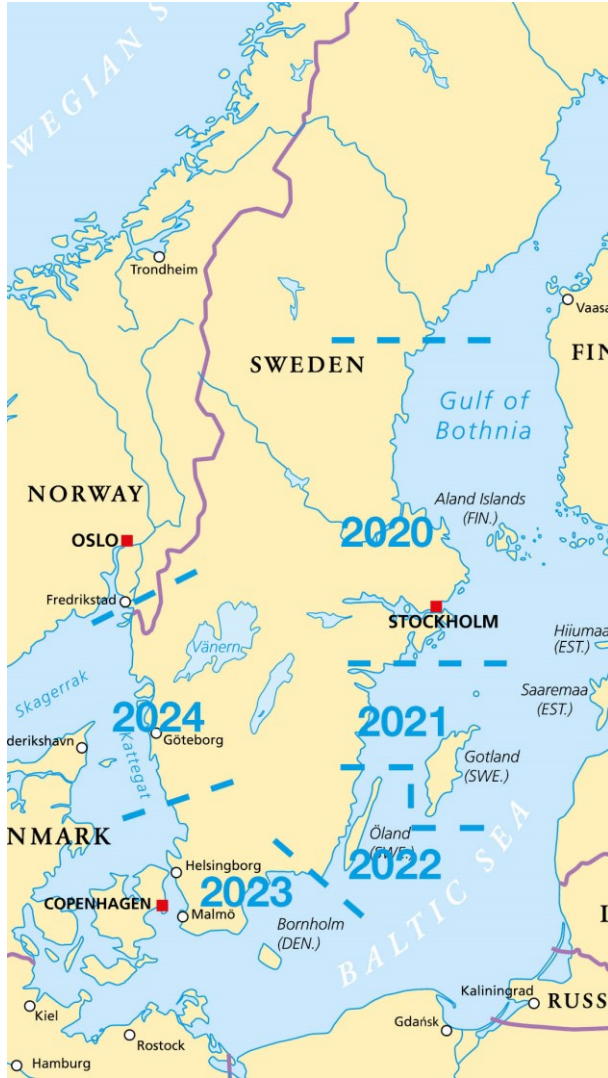 RWEGIAN S
Trondheim
Vaasa
SWEDEN
FIN
Gulf of
Bothnia
NORWAY
Aland Islands
(FIN.)
2020
OSLO
Fredrikstad
STOCKHOLM
Hiiumaa
(EST.)
Vänern
Skagerrak
Saaremaa
(EST.)
2024
2021
Göteborg
derikshavn
Kattegat
Gotland
(SWE.)
NMARK
Öland
(SWE.)
2022
Helsingborg
2023
COPENHAGEN
Malmö
Bornholm
(DEN.)
BALTIC SEA
L
Kaliningrad
RUSS
Kiel
Gdańsk
Rostock
Hamburg